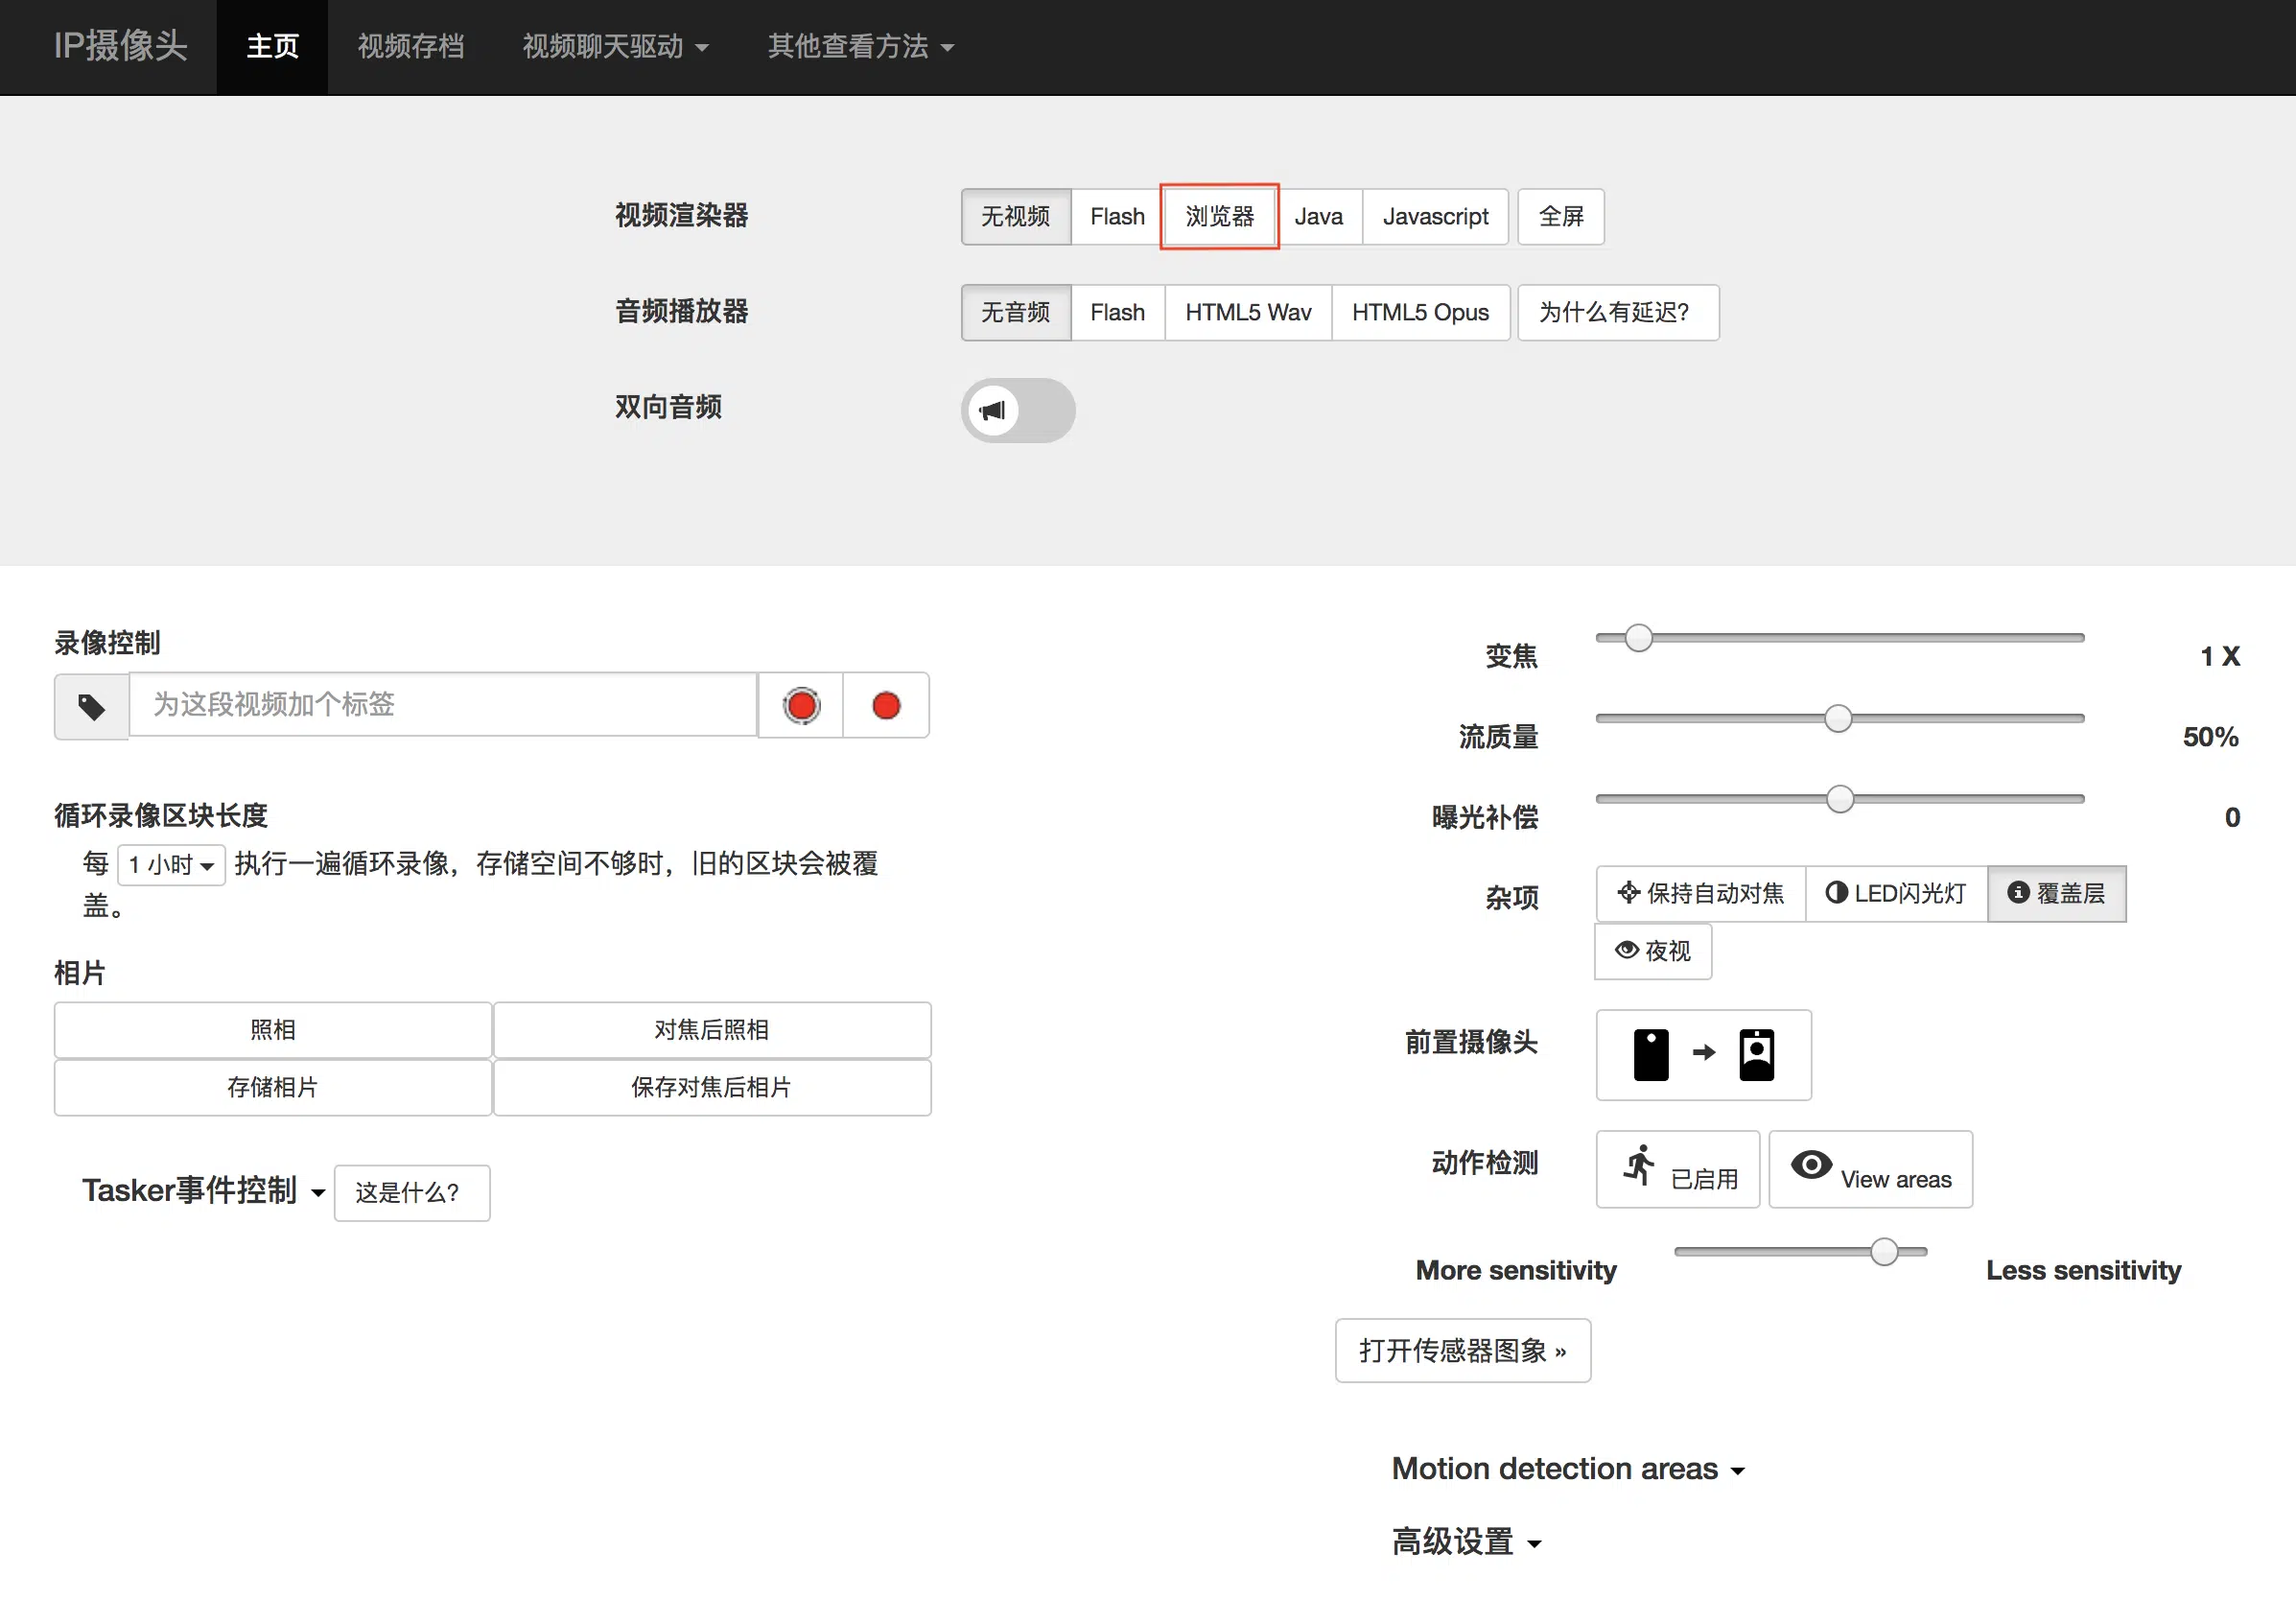 IP摄像头 主页 视频存档 视频聊天驱动 其他查看方法
视频渲染器 无视频 Flash 浏览器 Java Javascript 全屏
音频播放器 无音频 Flash HTML5 Wav HTML5 Opus 为什么有延迟?
双向音频
录像控制
为这段视频加个标签
循环录像区块长度
每 1 小时 执行一遍循环录像，存储空间不够时，旧的区块会被覆
盖。
相片
照相 对焦后照相
存储相片 保存对焦后相片
Tasker事件控制 这是什么?
变焦 1 X
流质量 50%
曝光补偿 0
杂项 保持自动对焦 LED闪光灯 覆盖层
夜视
前置摄像头
动作检测 已启用 View areas
More sensitivity Less sensitivity
打开传感器图象 »
Motion detection areas
高级设置